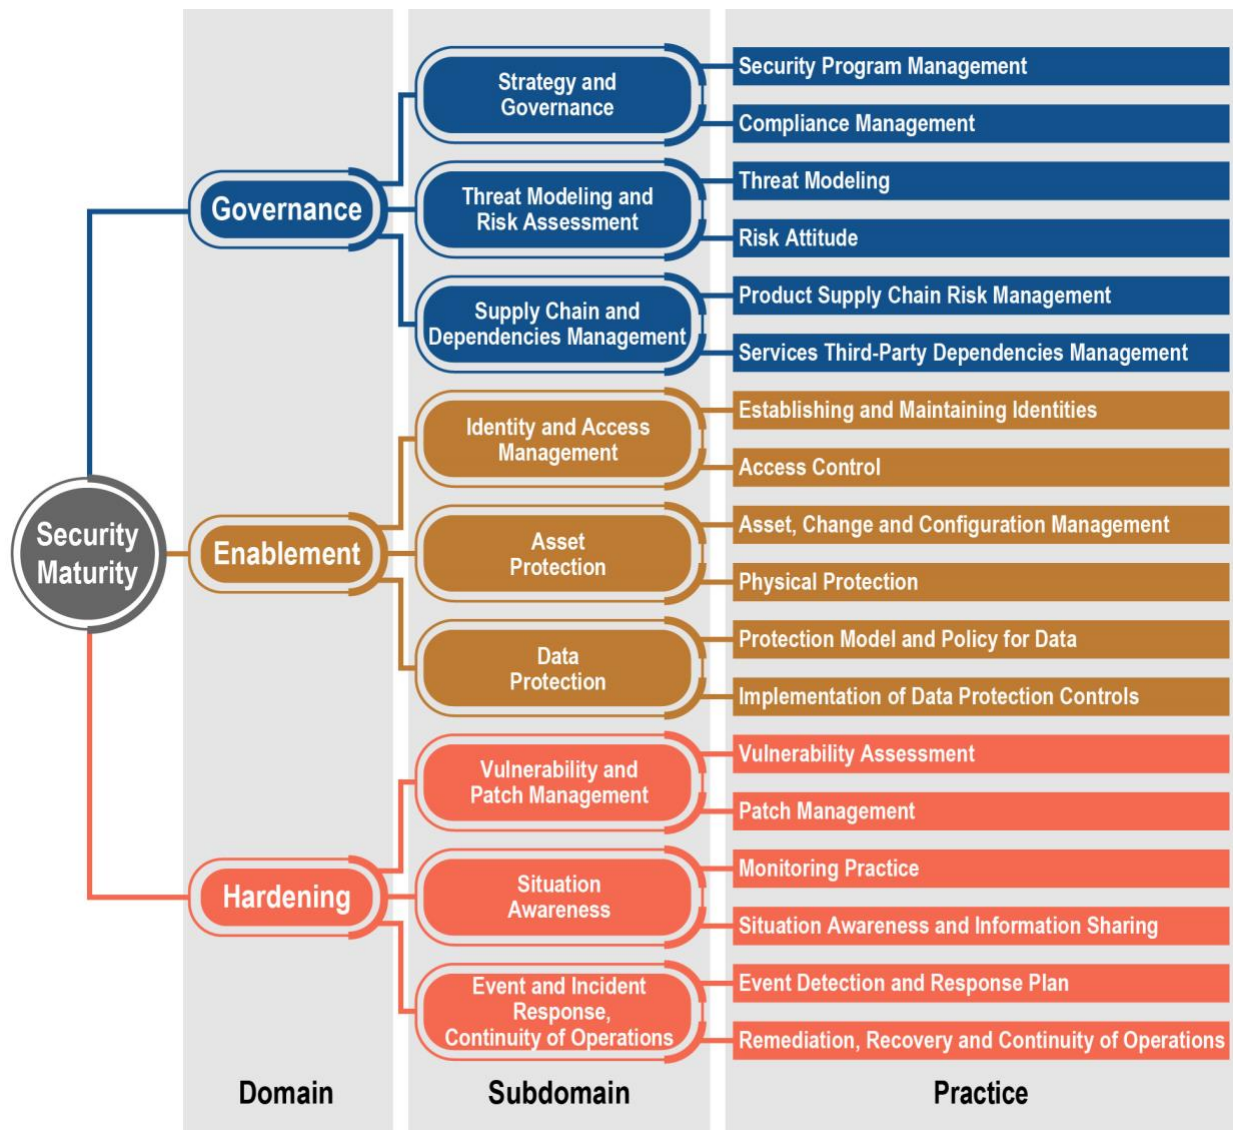 Security
Maturity
Governance
Strategy and
Governance
Security Program Management
Compliance Management
Threat Modeling and
Risk Assessment
Threat Modeling
Risk Attitude
Supply Chain and
Dependencies Management
Product Supply Chain Risk Management
Services Third-Party Dependencies Management
Enablement
Identity and Access
Management
Establishing and Maintaining Identities
Access Control
Asset
Protection
Asset, Change and Configuration Management
Physical Protection
Data
Protection
Protection Model and Policy for Data
Implementation of Data Protection Controls
Hardening
Vulnerability and
Patch Management
Vulnerability Assessment
Patch Management
Situation
Awareness
Monitoring Practice
Situation Awareness and Information Sharing
Event and Incident
Response,
Continuity of Operations
Event Detection and Response Plan
Remediation, Recovery and Continuity of Operations
Domain
Subdomain
Practice